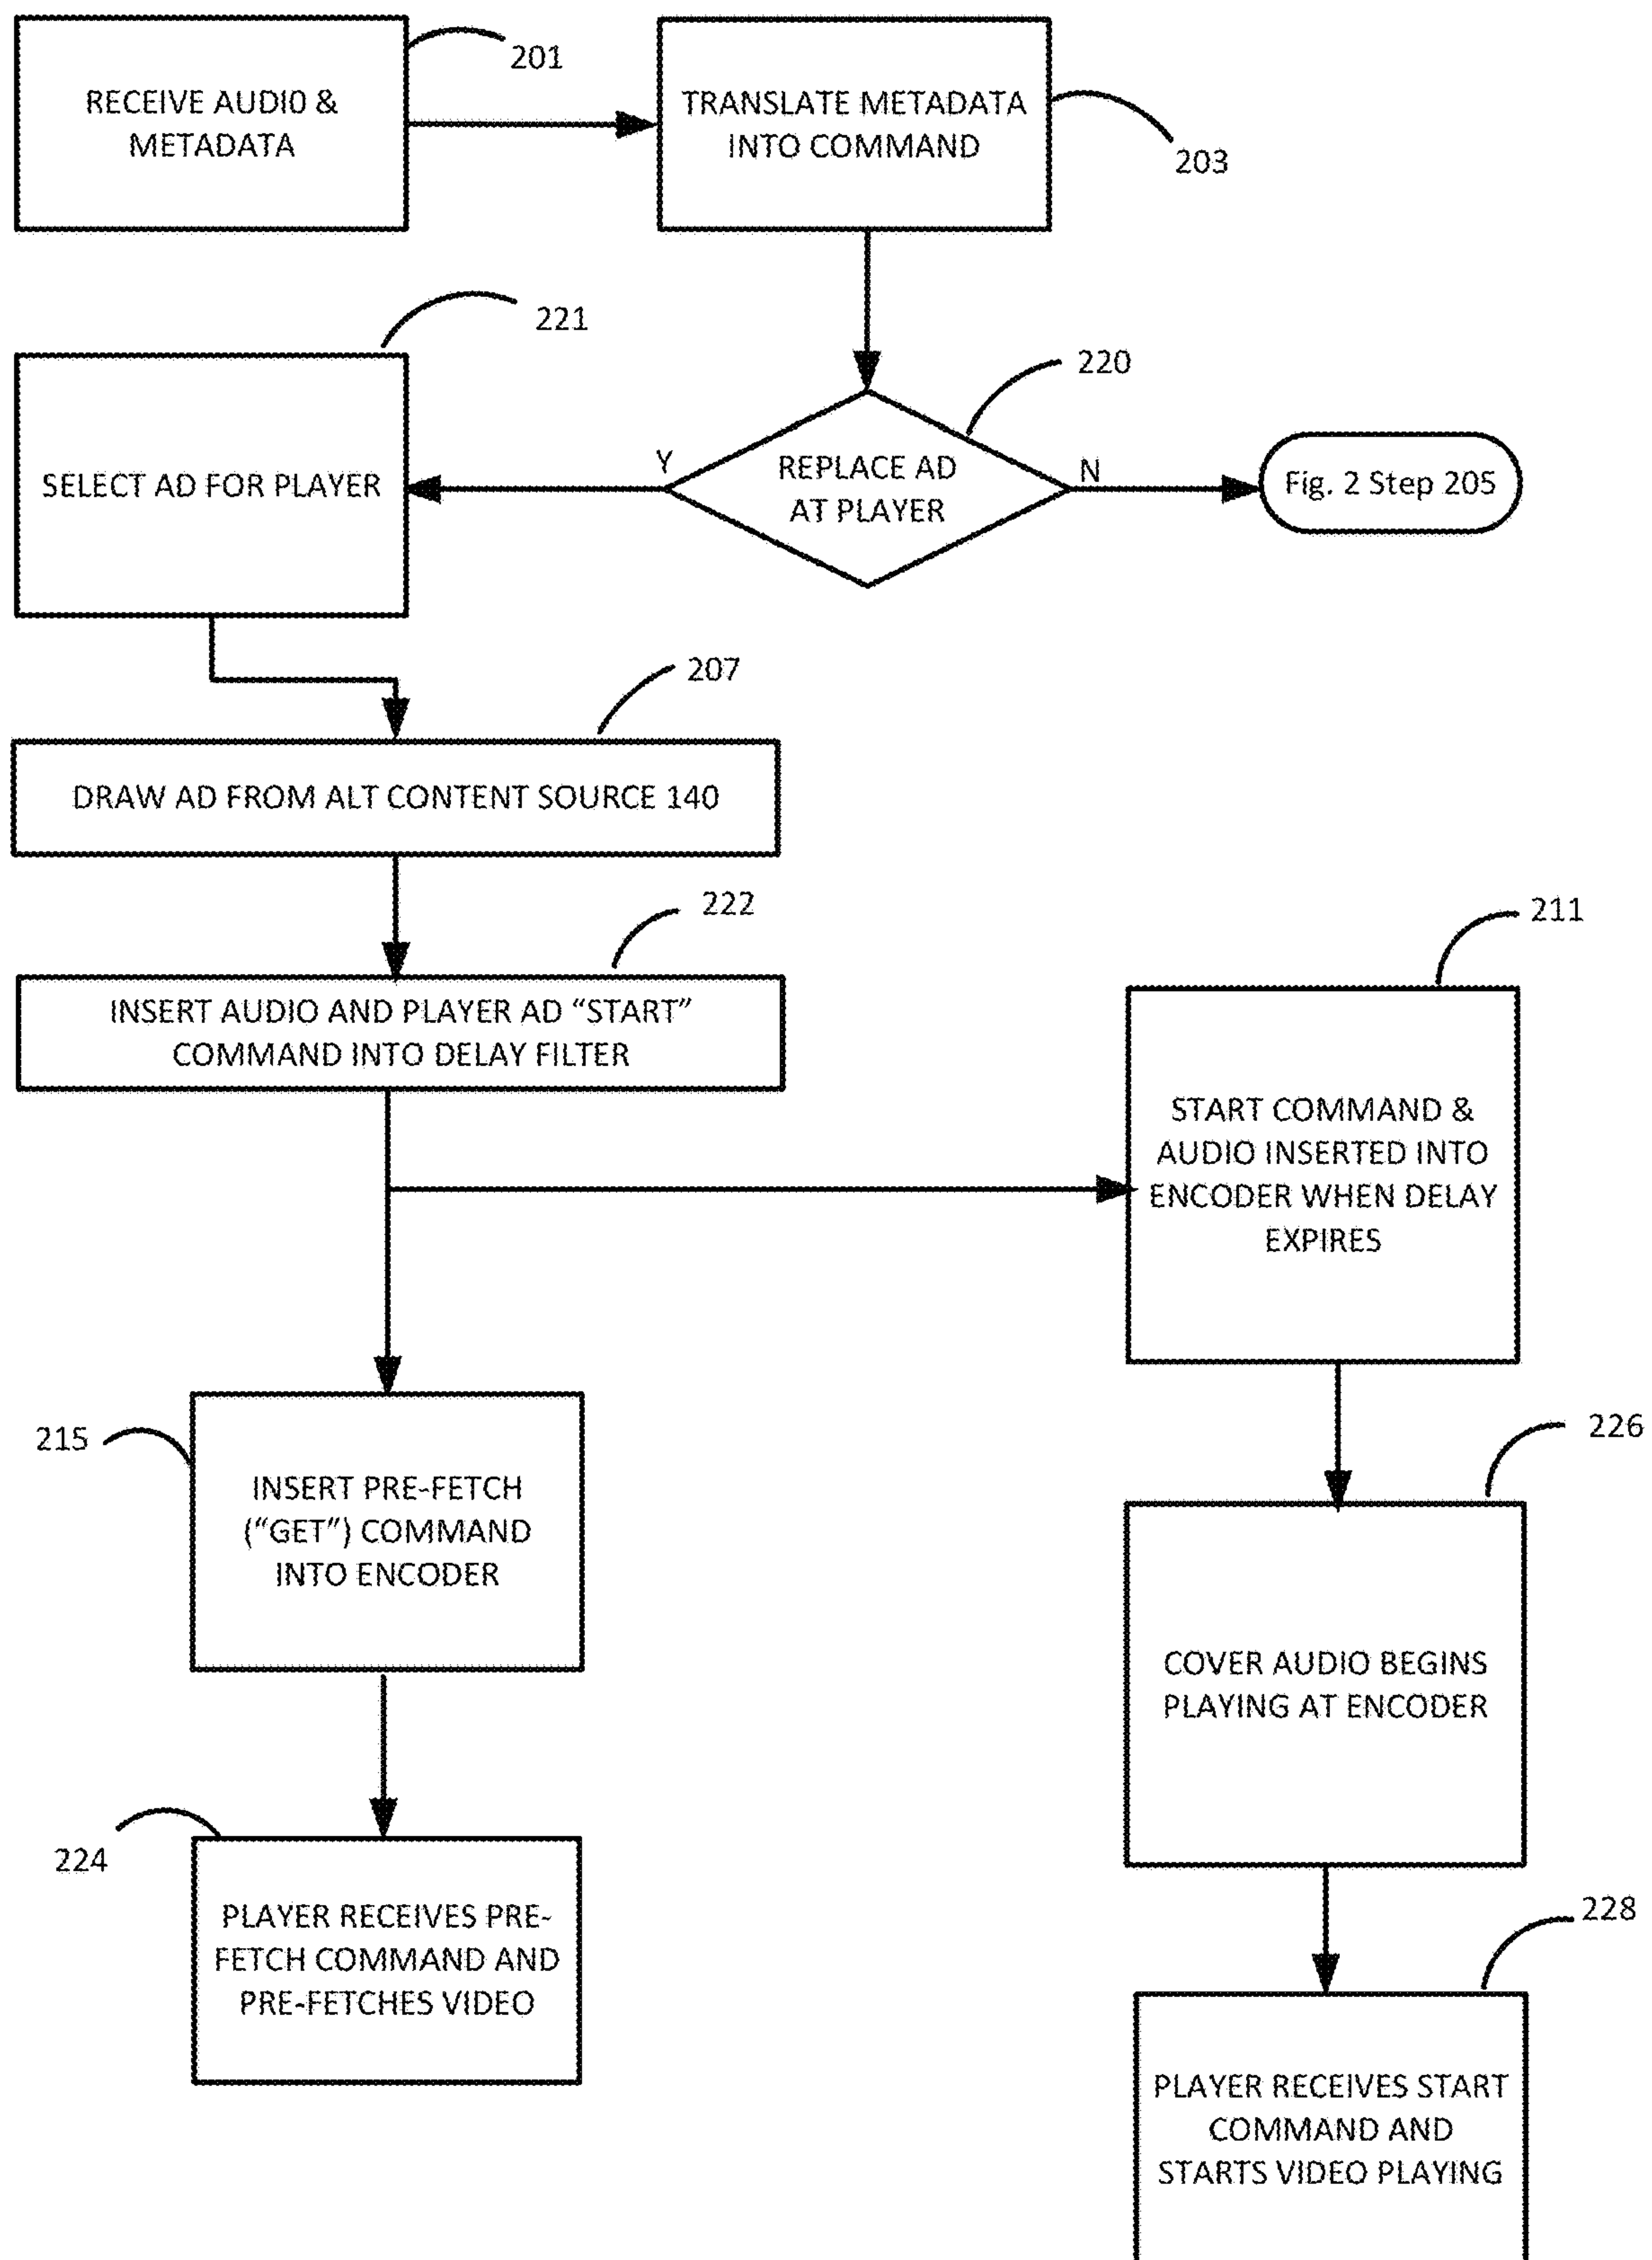 RECEIVE AUDIO &
METADATA
201
TRANSLATE METADATA
INTO COMMAND
203
221
SELECT AD FOR PLAYER
220
Y
REPLACE AD
AT PLAYER
N
Fig. 2 Step 205
207
DRAW AD FROM ALT CONTENT SOURCE 140
222
INSERT AUDIO AND PLAYER AD “START”
COMMAND INTO DELAY FILTER
211
START COMMAND &
AUDIO INSERTED INTO
ENCODER WHEN DELAY
EXPIRES
215
INSERT PRE-FETCH
(“GET”) COMMAND
INTO ENCODER
226
COVER AUDIO BEGINS
PLAYING AT ENCODER
224
PLAYER RECEIVES PRE-
FETCH COMMAND AND
PRE-FETCHES VIDEO
228
PLAYER RECEIVES START
COMMAND AND
STARTS VIDEO PLAYING